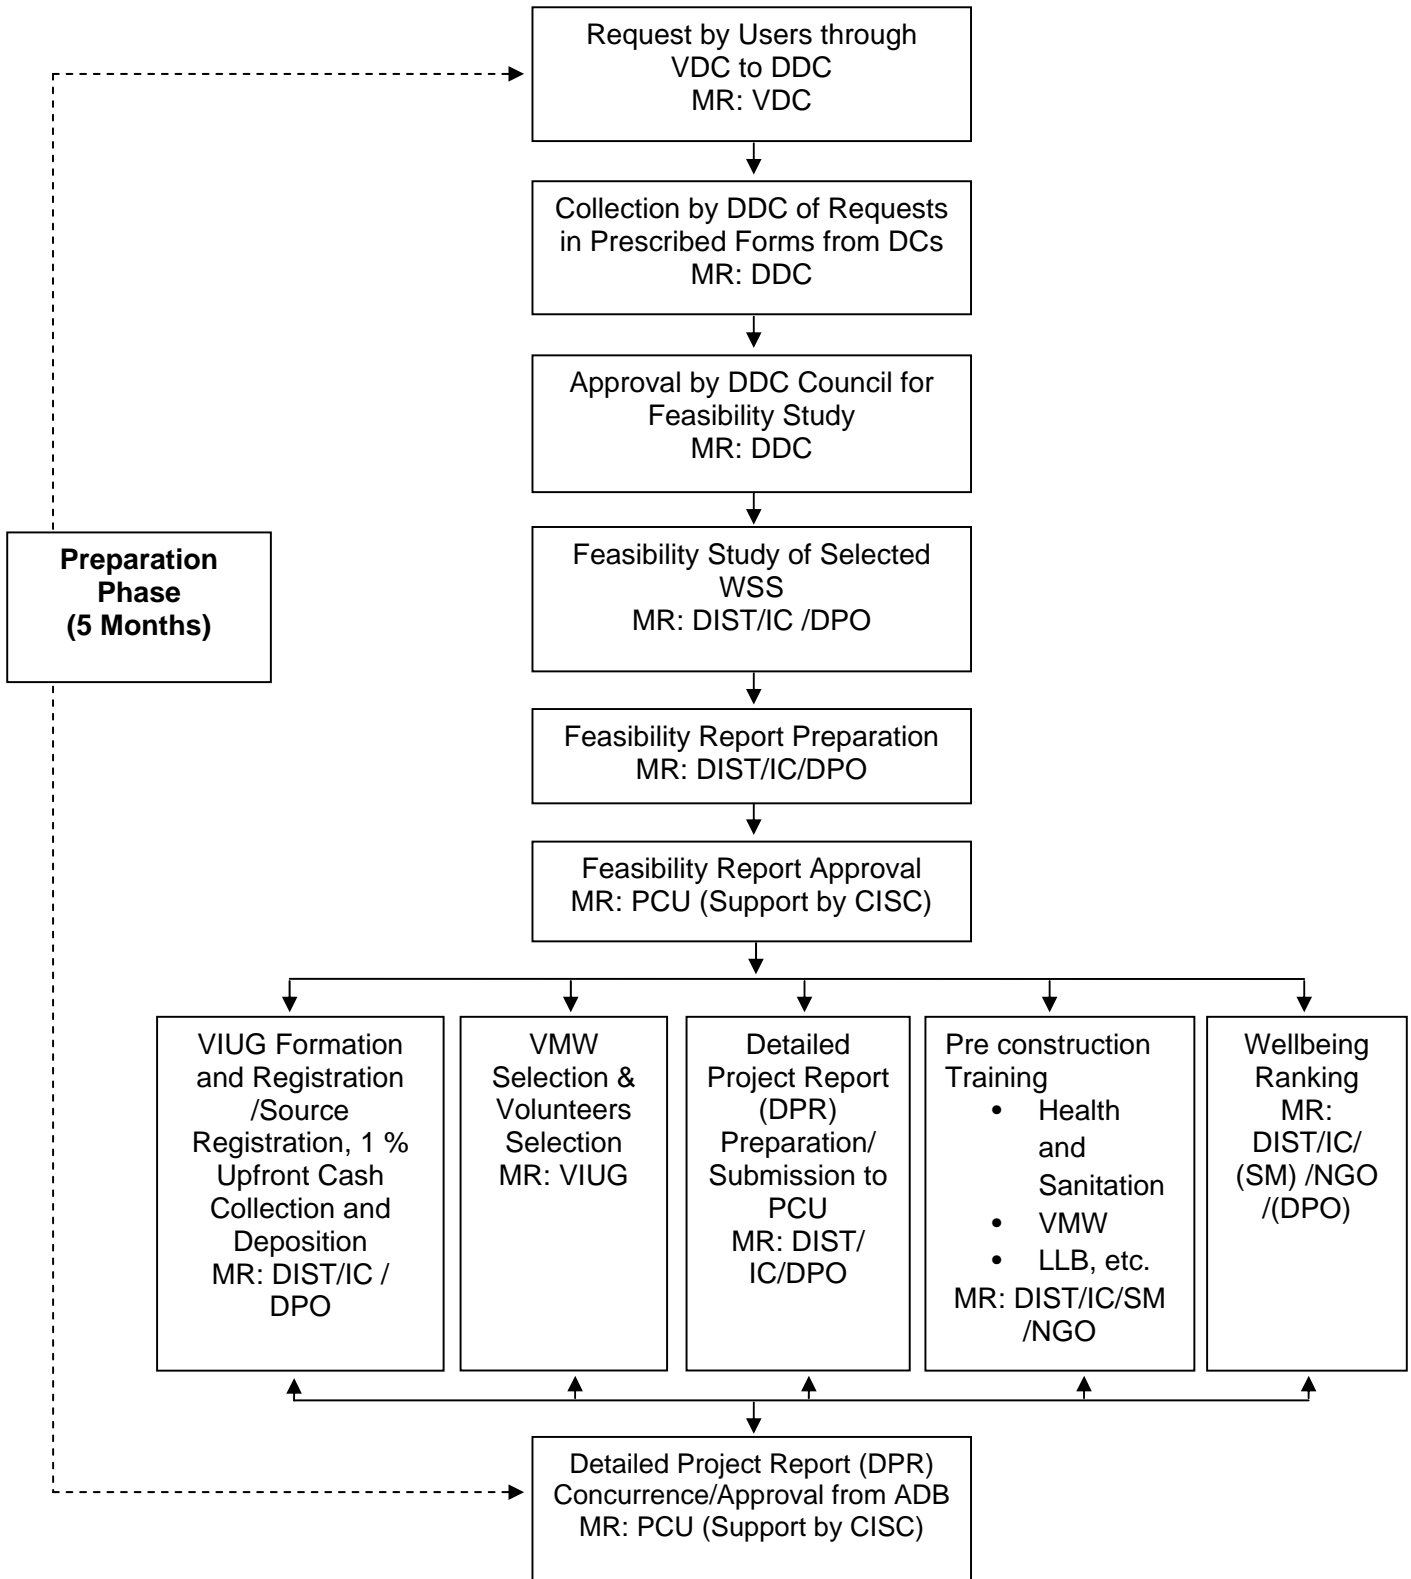 Request by Users through
VDC to DDC
MR: VDC
Collection by DDC of Requests
in Prescribed Forms from DCs
MR: DDC
Approval by DDC Council for
Feasibility Study
MR: DDC
Preparation
Phase
(5 Months)
Feasibility Study of Selected
WSS
MR: DIST/IC /DPO
Feasibility Report Preparation
MR: DIST/IC/DPO
Feasibility Report Approval
MR: PCU (Support by CISC)
VIUG Formation
and Registration
/Source
Registration, 1 %
Upfront Cash
Collection and
Deposition
MR: DIST/IC /
DPO
VMW
Selection &
Volunteers
Selection
MR: VIUG
Detailed
Project Report
(DPR)
Preparation/
Submission to
PCU
MR: DIST/
IC/DPO
Pre construction
Training
• Health
and
Sanitation
• VMW
• LLB, etc.
MR: DIST/IC/SM
/NGO
Wellbeing
Ranking
MR:
DIST/IC/
(SM) /NGO
/(DPO)
Detailed Project Report (DPR)
Concurrence/Approval from ADB
MR: PCU (Support by CISC)